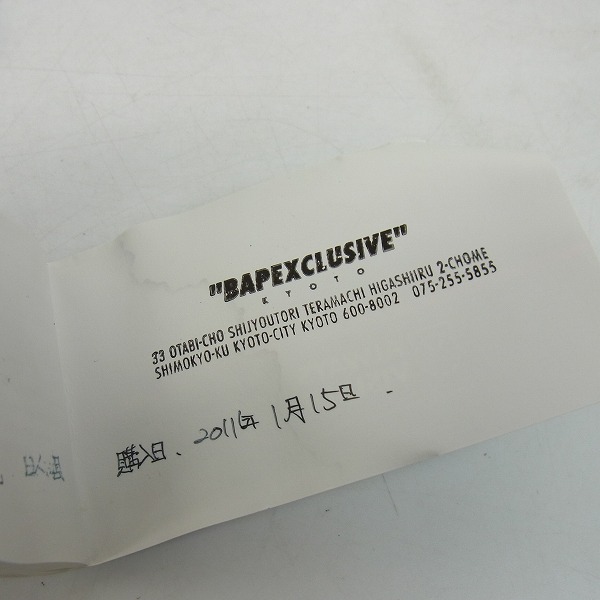 "BAPEXCLUSIVE"
KYOTO
33 OTABI-CHO SHIJYOUTORI TERAMACHI HIGASHIIRU 2-CHOME
SHIMOKYO-KU KYOTO-CITY KYOTO 600-8002 075-255-5855
購入日、2011年1月15日